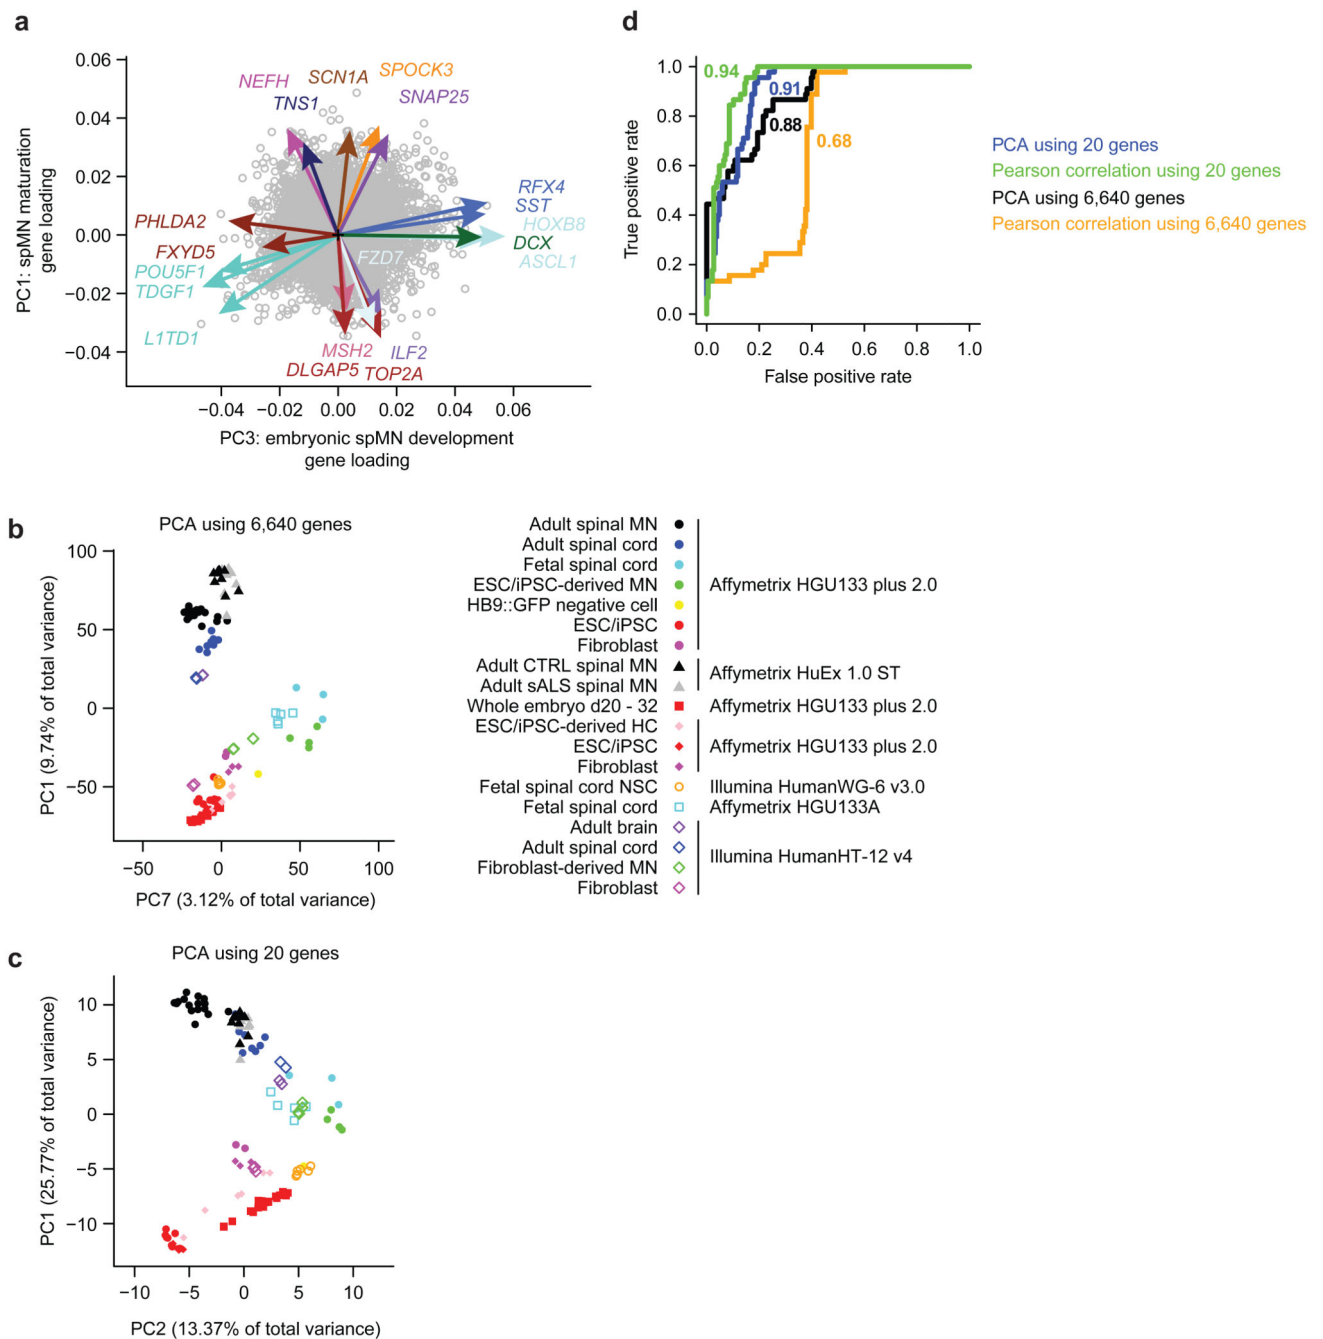 a
0.06
0.04
0.02
0.00
−0.02
−0.04
PC1: spMN maturation
gene loading
NEFH
SCN1A
SPOCK3
TNS1
SNAP25
RFX4
SST
HOXB8
DCX
ASCL1
PHLDA2
FXYD5
POU5F1
TDGF1
L1TD1
FZD7
MSH2
ILF2
DLGAP5
TOP2A
−0.04 −0.02 0.00 0.02 0.04 0.06
PC3: embryonic spMN development
gene loading
d
1.0
0.8
0.6
0.4
0.2
0.0
True positive rate
0.94
0.91
0.88
0.68
0.0 0.2 0.4 0.6 0.8 1.0
False positive rate
PCA using 20 genes
Pearson correlation using 20 genes
PCA using 6,640 genes
Pearson correlation using 6,640 genes
b
PCA using 6,640 genes
100
50
0
−50
PC1 (9.74% of total variance)
−50 0 50 100
PC7 (3.12% of total variance)
Adult spinal MN
Adult spinal cord
Fetal spinal cord
ESC/iPSC-derived MN
HB9::GFP negative cell
ESC/iPSC
Fibroblast
Affymetrix HGU133 plus 2.0
Adult CTRL spinal MN
Adult sALS spinal MN
Affymetrix HuEx 1.0 ST
Whole embryo d20 - 32
Affymetrix HGU133 plus 2.0
ESC/iPSC-derived HC
ESC/iPSC
Fibroblast
Affymetrix HGU133 plus 2.0
Fetal spinal cord NSC
Illumina HumanWG-6 v3.0
Fetal spinal cord
Affymetrix HGU133A
Adult brain
Adult spinal cord
Fibroblast-derived MN
Fibroblast
Illumina HumanHT-12 v4
c
PCA using 20 genes
10
5
0
−5
−10
PC1 (25.77% of total variance)
−10 −5 0 5 10
PC2 (13.37% of total variance)